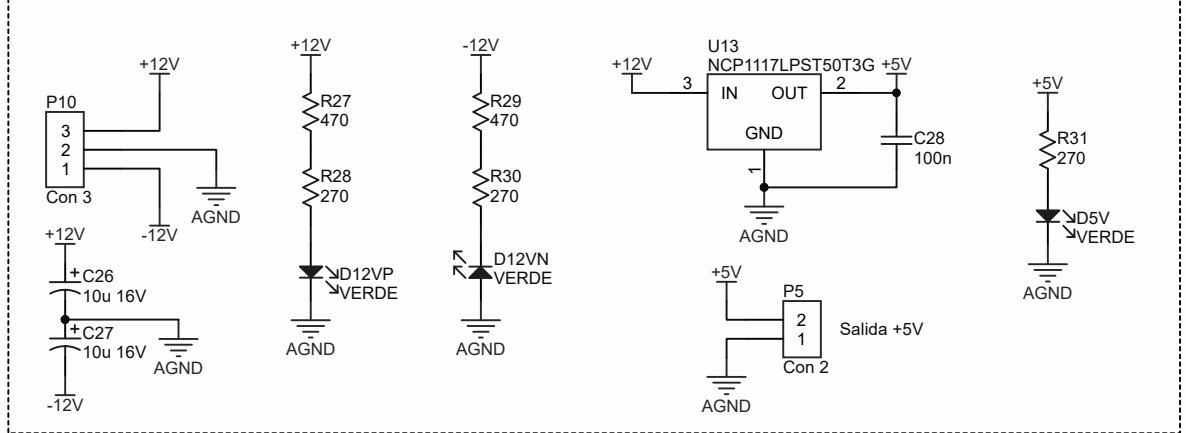 P10
3
2
1
Con 3
+12V
AGND
-12V
+12V
+
C26
10u 16V
+
C27
10u 16V
AGND
-12V
+12V
R27
470
R28
270
D12VP
VERDE
AGND
-12V
R29
470
R30
270
D12VN
VERDE
AGND
U13
NCP1117LPST50T3G
+12V
3
IN
OUT
2
+5V
GND
1
C28
100n
AGND
+5V
P5
2
1
Con 2
Salida +5V
AGND
+5V
R31
270
D5V
VERDE
AGND